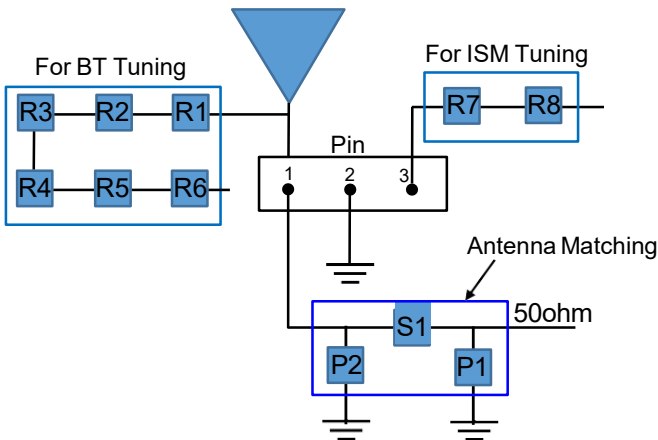 For BT Tuning
For ISM Tuning
R3 R2 R1
R7 R8
Pin
1 2 3
R4 R5 R6
Antenna Matching
50ohm
S1
P2 P1